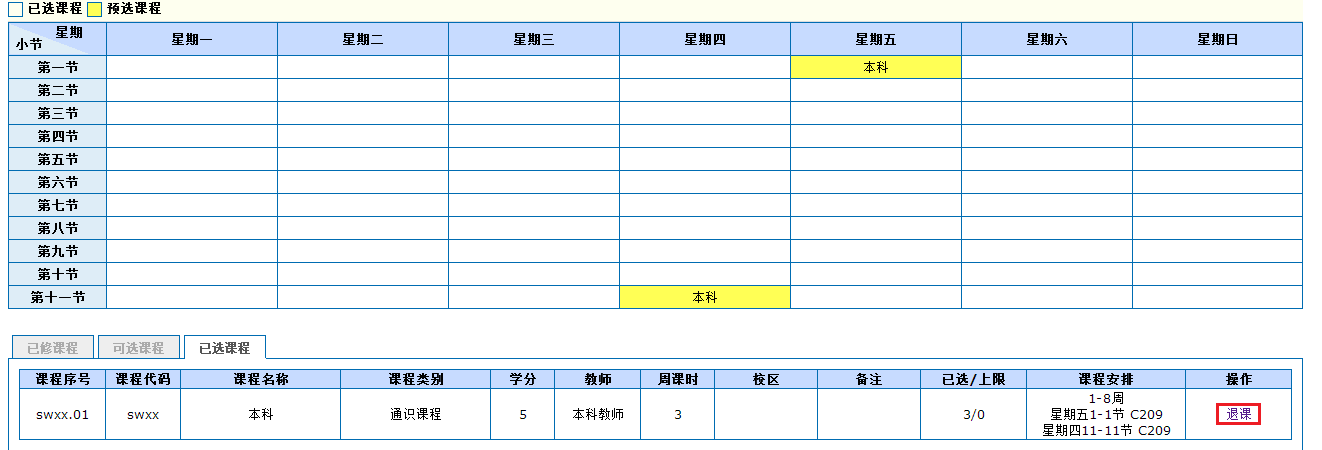 已选课程 预选课程
星期 星期一 星期二 星期三 星期四 星期五 星期六 星期日
小节
第一节 本科
第二节
第三节
第四节
第五节
第六节
第七节
第八节
第九节
第十节
第十一节 本科
已修课程 可选课程 已选课程
课程序号 课程代码 课程名称 课程类别 学分 教师 周课时 校区 备注 已选/上限 课程安排 操作
1-8周
swxx.01 swxx 本科 通识课程 5 本科教师 3 3/0 星期五1-1节 C209 退课
星期四11-11节 C209